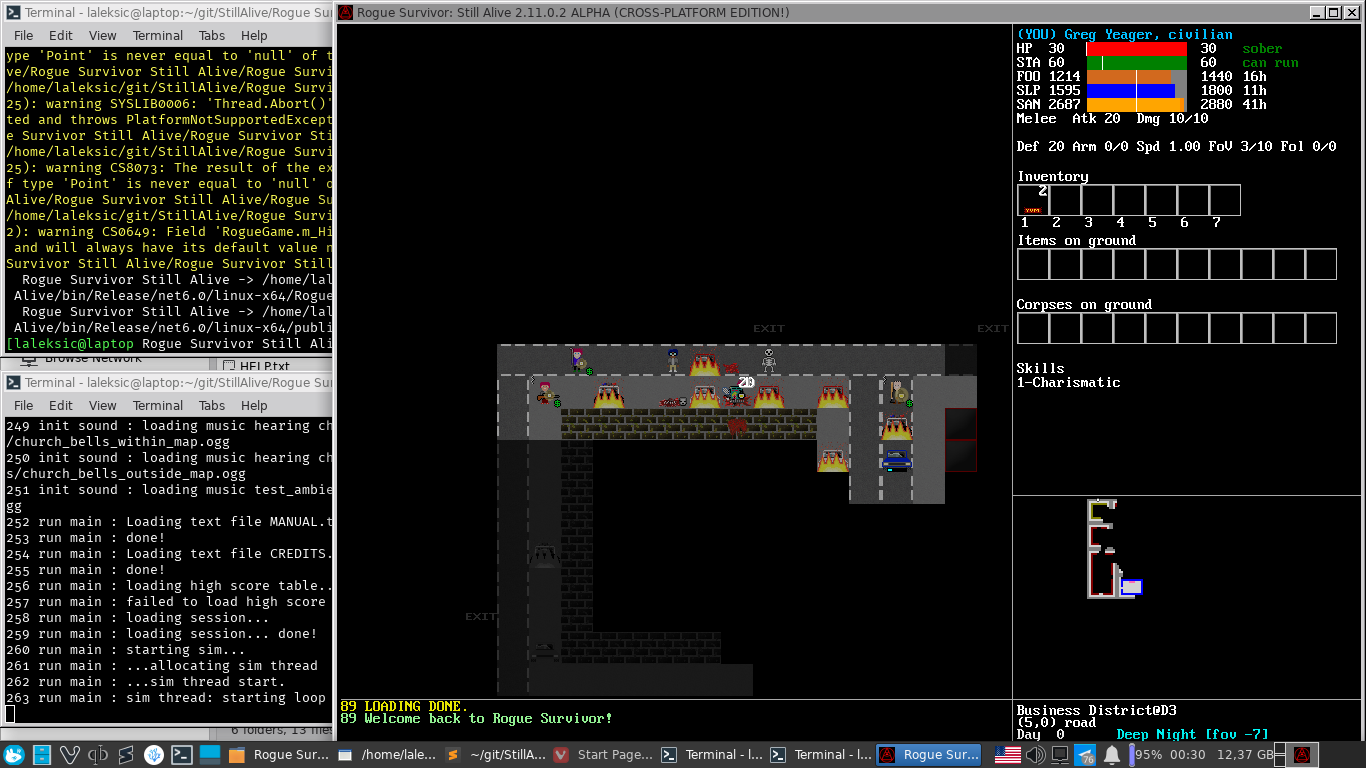 Terminal - laleksic@laptop:~/git/StillAlive/Rogue Surv
File Edit View Terminal Tabs Help
ype 'Point' is never equal to 'null' of t
ve/Rogue Survivor Still Alive/Rogue Survi
/home/laleksic/git/StillAlive/Rogue Survi
25): warning SYSLIB0006: 'Thread.Abort()'
ted and throws PlatformNotSupportedExcept
e Survivor Still Alive/Rogue Survivor Sti
/home/laleksic/git/StillAlive/Rogue Survi
25): warning CS8073: The result of the ex
f type 'Point' is never equal to 'null' o
Alive/Rogue Survivor Still Alive/Rogue Su
/home/laleksic/git/StillAlive/Rogue Survi
2): warning CS0649: Field 'RogueGame.m_Hi
and will always have its default value n
Survivor Still Alive/Rogue Survivor Still
Rogue Survivor Still Alive -> /home/lal
Alive/bin/Release/net6.0/linux-x64/Rogue
Rogue Survivor Still Alive -> /home/lal
Alive/bin/Release/net6.0/linux-x64/publi
[laleksic@laptop Rogue Survivor Still Ali
Browse Network
HELP.txt
Terminal - laleksic@laptop:~/git/StillAlive/Rogue Surv
File Edit View Terminal Tabs Help
249 init sound : loading music hearing ch
/church_bells_within_map.ogg
250 init sound : loading music hearing ch
s/church_bells_outside_map.ogg
251 init sound : loading music test_ambie
gg
252 run main : Loading text file MANUAL.t
253 run main : done!
254 run main : Loading text file CREDITS.
255 run main : done!
256 run main : loading high score table..
257 run main : failed to load high score
258 run main : loading session...
259 run main : loading session... done!
260 run main : starting sim...
261 run main : ...allocating sim thread
262 run main : ...sim thread start.
263 run main : sim thread: starting loop
6 folders, 13 files
Rogue Survivor: Still Alive 2.11.0.2 ALPHA (CROSS-PLATFORM EDITION!)
EXIT
EXIT
20
EXIT
89 LOADING DONE.
89 Welcome back to Rogue Survivor!
(YOU) Greg Yeager, civilian
HP 30 30 sober
STA 60 60 can run
FOO 1214 1440 16h
SLP 1595 1800 11h
SAN 2687 2880 41h
Melee Atk 20 Dmg 10/10
Def 20 Arm 0/0 Spd 1.00 FoV 3/10 Fol 0/0
Inventory
2
1 2 3 4 5 6 7
Items on ground
Corpses on ground
Skills
1-Charismatic
Business District@D3
(5,0) road
Day 0 Deep Night [fov -7]
Rogue Sur...
/home/lale...
~/git/StillA...
Start Page...
Terminal - l...
Terminal - l...
Rogue Sur...
76
95% 00:30 12,37 GB